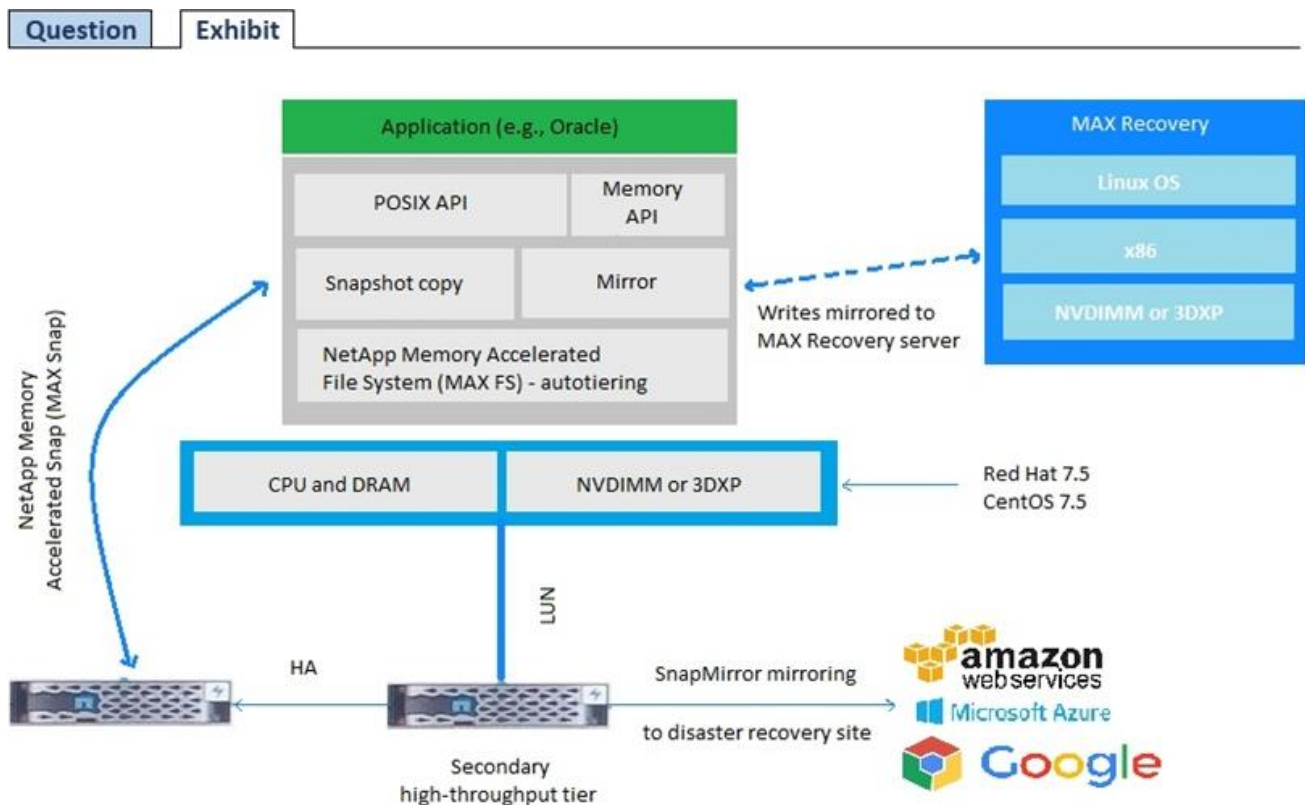 Question
Exhibit
Application (e.g., Oracle)
POSIX API
Memory
API
Snapshot copy
Mirror
NetApp Memory Accelerated
File System (MAX FS) - autotiering
MAX Recovery
Linux OS
x86
NVDIMM or 3DXP
Writes mirrored to
MAX Recovery server
NetApp Memory
Accelerated Snap (MAX Snap)
CPU and DRAM
NVDIMM or 3DXP
Red Hat 7.5
CentOS 7.5
LUN
HA
SnapMirror mirroring
to disaster recovery site
Secondary
high-throughput tier
amazon
webservices
Microsoft Azure
Google